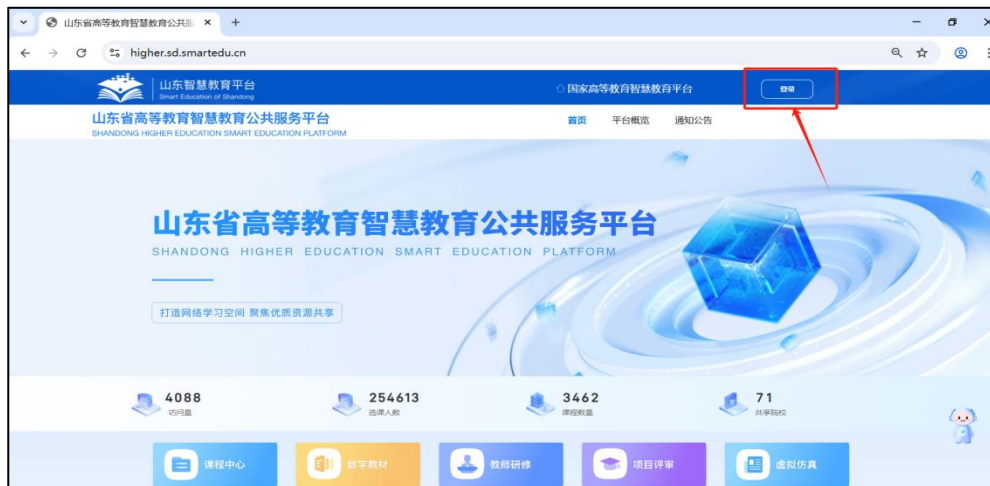 山东省高等教育智慧教育公共服
higher.sd.smartedu.cn
山东智慧教育平台
Smart Education of Shandong
国家高等教育智慧教育平台
登录
山东省高等教育智慧教育公共服务平台
SHANDONG HIGHER EDUCATION SMART EDUCATION PLATFORM
首页 平台概览 通知公告
山东省高等教育智慧教育公共服务平台
SHANDONG HIGHER EDUCATION SMART EDUCATION PLATFORM
打造网络学习空间 聚焦优质资源共享
4088 254613 3462 71
访问量 选课人数 课程数量 共享院校
课程中心 数字教材 教师研修 项目评审 虚拟仿真